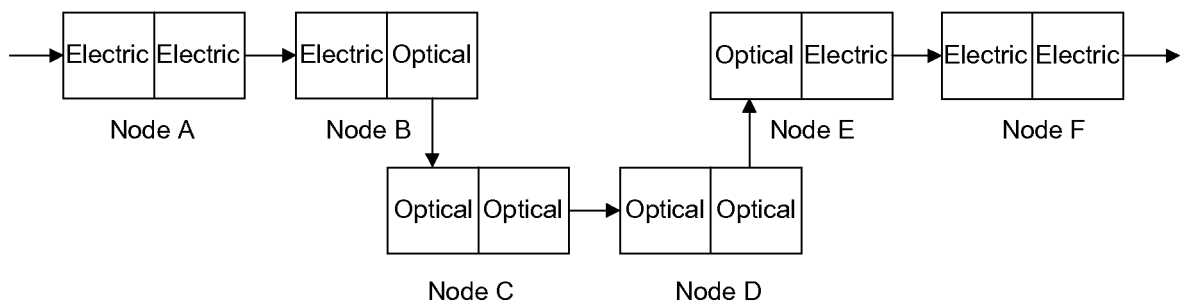 Electric Electric
Node A
Electric Optical
Node B
Optical Optical
Node C
Optical Optical
Node D
Optical Electric
Node E
Electric Electric
Node F